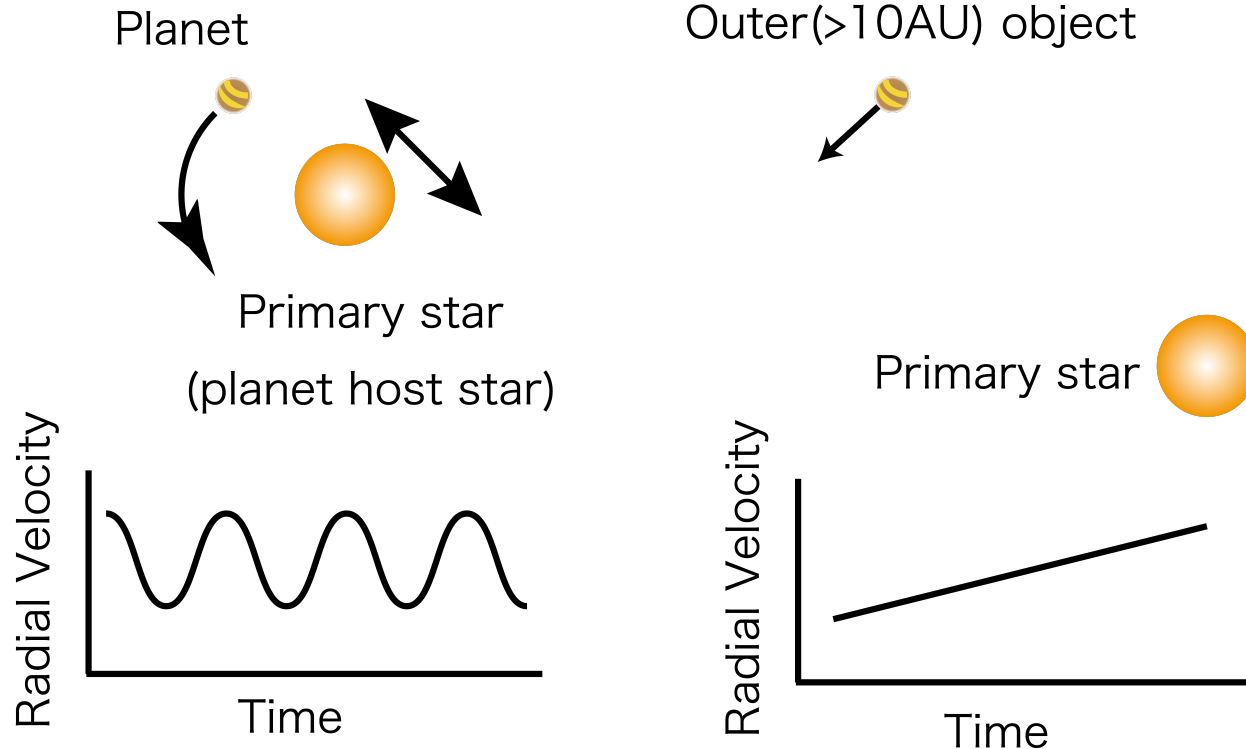 Planet
Primary star
(planet host star)
Radial Velocity
Time
Outer(>10AU) object
Primary star
Radial Velocity
Time